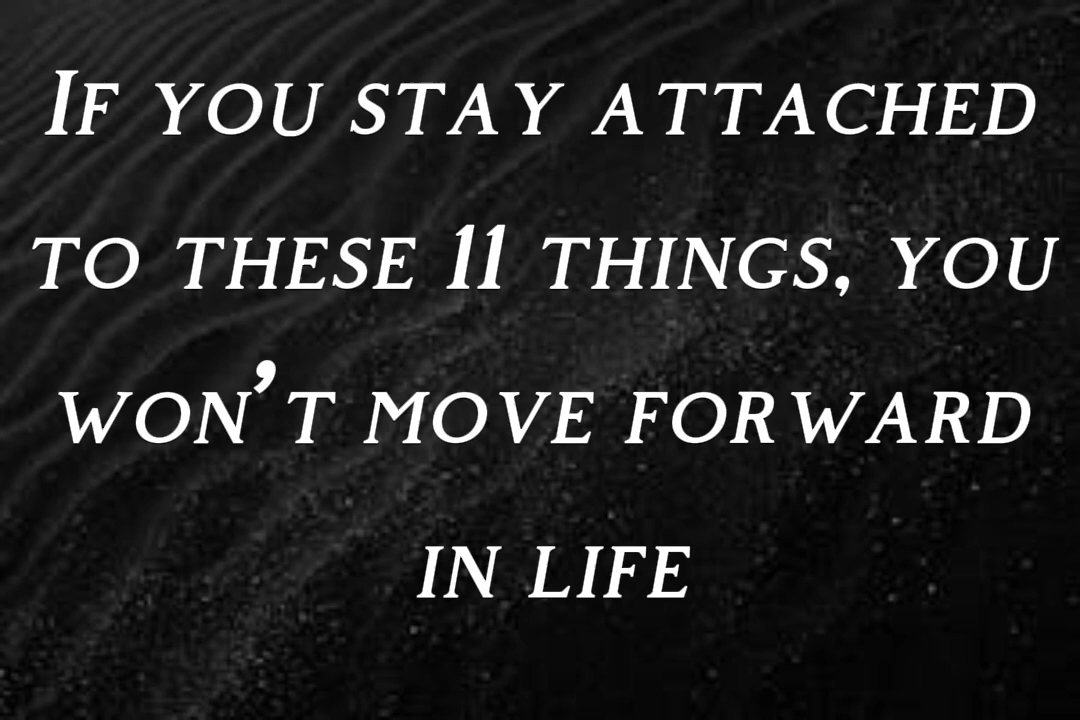 If you stay attached
to these 11 things, you
won't move forward
in life